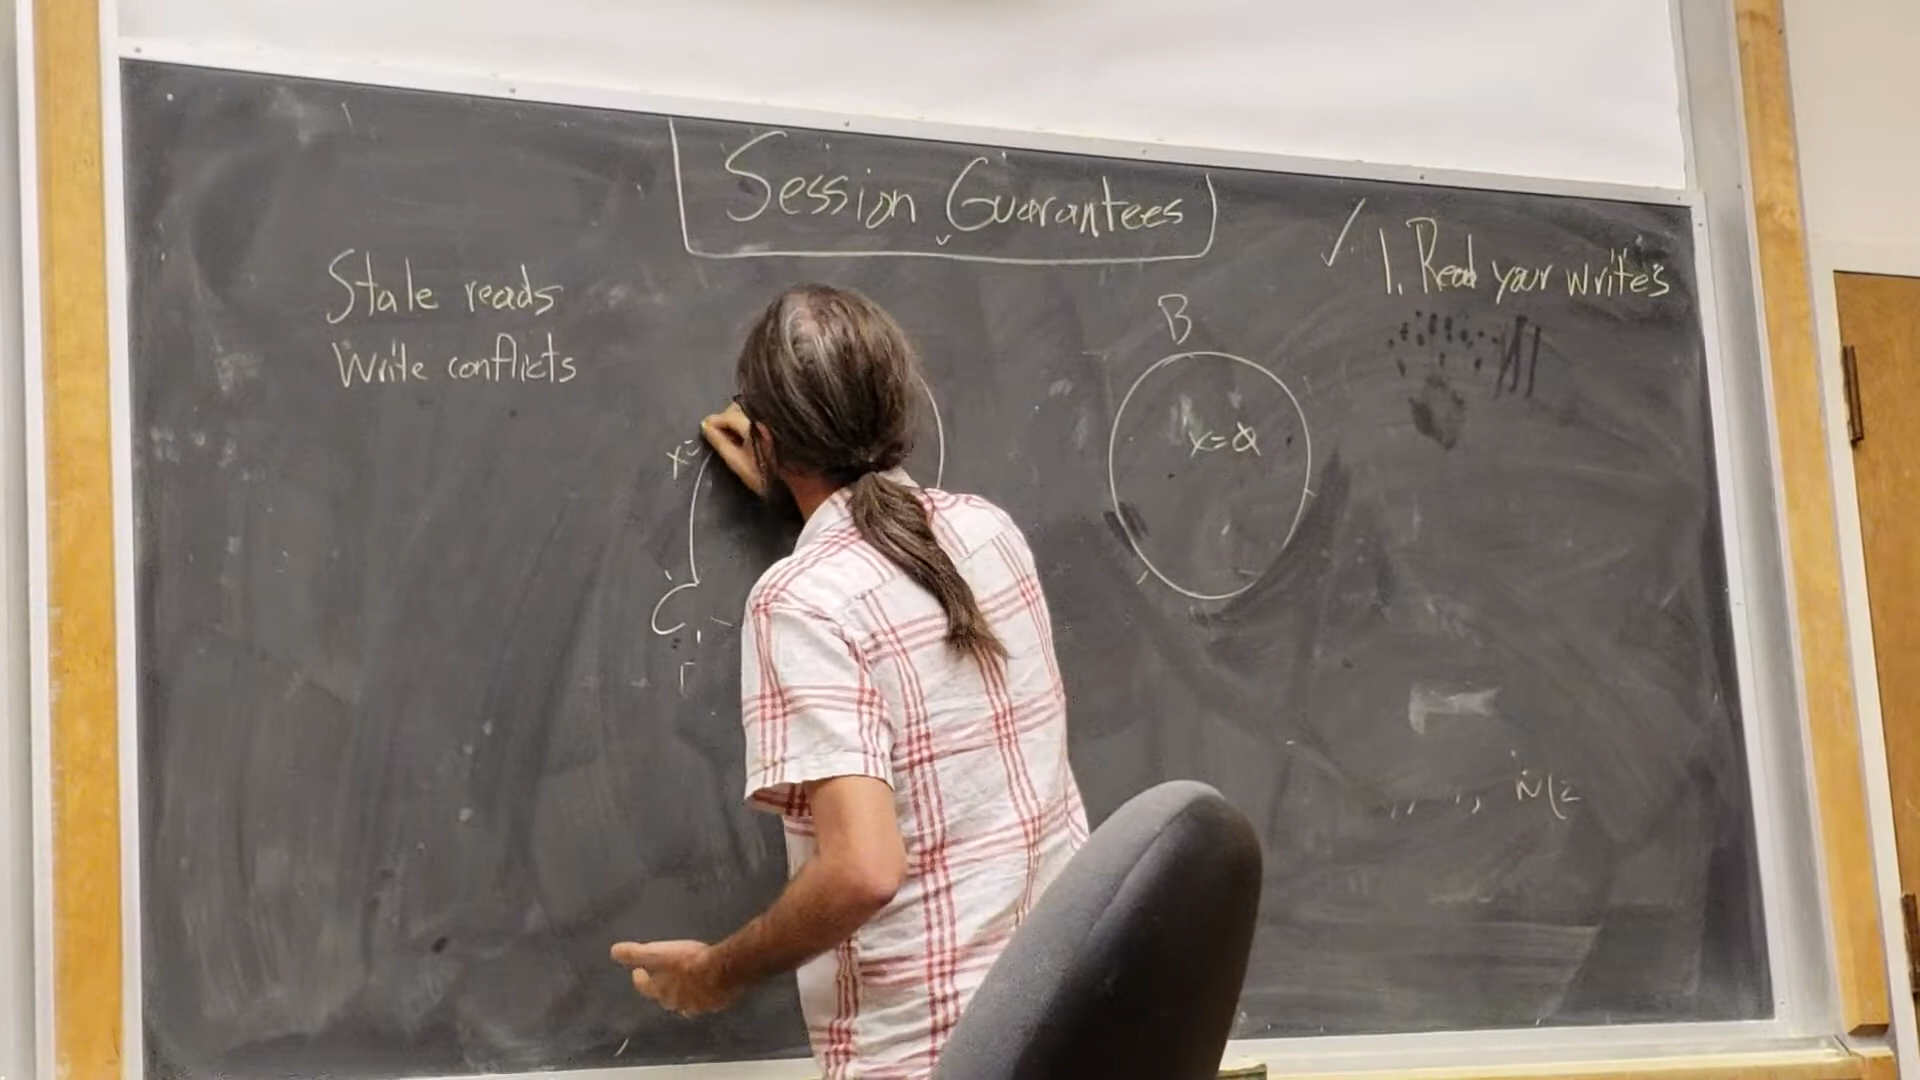 Session Guarantees
Stale reads
Write conflicts
1. Read your writes
B
x=
C